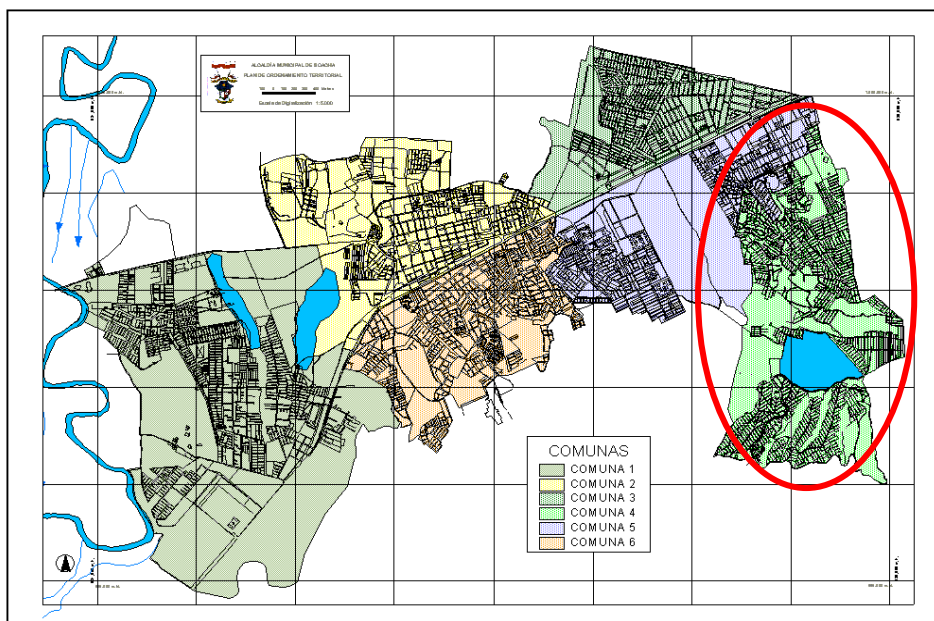 ALCALDÍA MUNICIPAL DE SOACHA
PLAN DE ORDENAMIENTO TERRITORIAL
Escala de Digitalización 1:5.000
COMUNAS
COMUNA 1
COMUNA 2
COMUNA 3
COMUNA 4
COMUNA 5
COMUNA 6